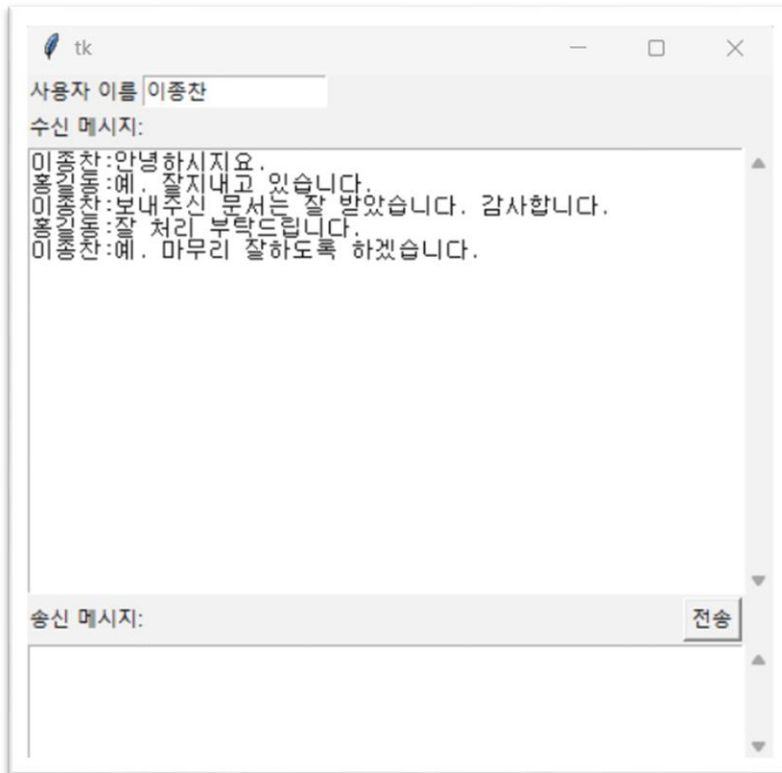 tk
사용자 이름 이종찬
수신 메시지:
이종찬:안녕하시지요.
홍길동:예. 잘지내고 있습니다.
이종찬:보내주신 문서는 잘 받았습니다. 감사합니다.
홍길동:잘 처리 부탁드립니다.
이종찬:예. 마무리 잘하도록 하겠습니다.
송신 메시지: 전송